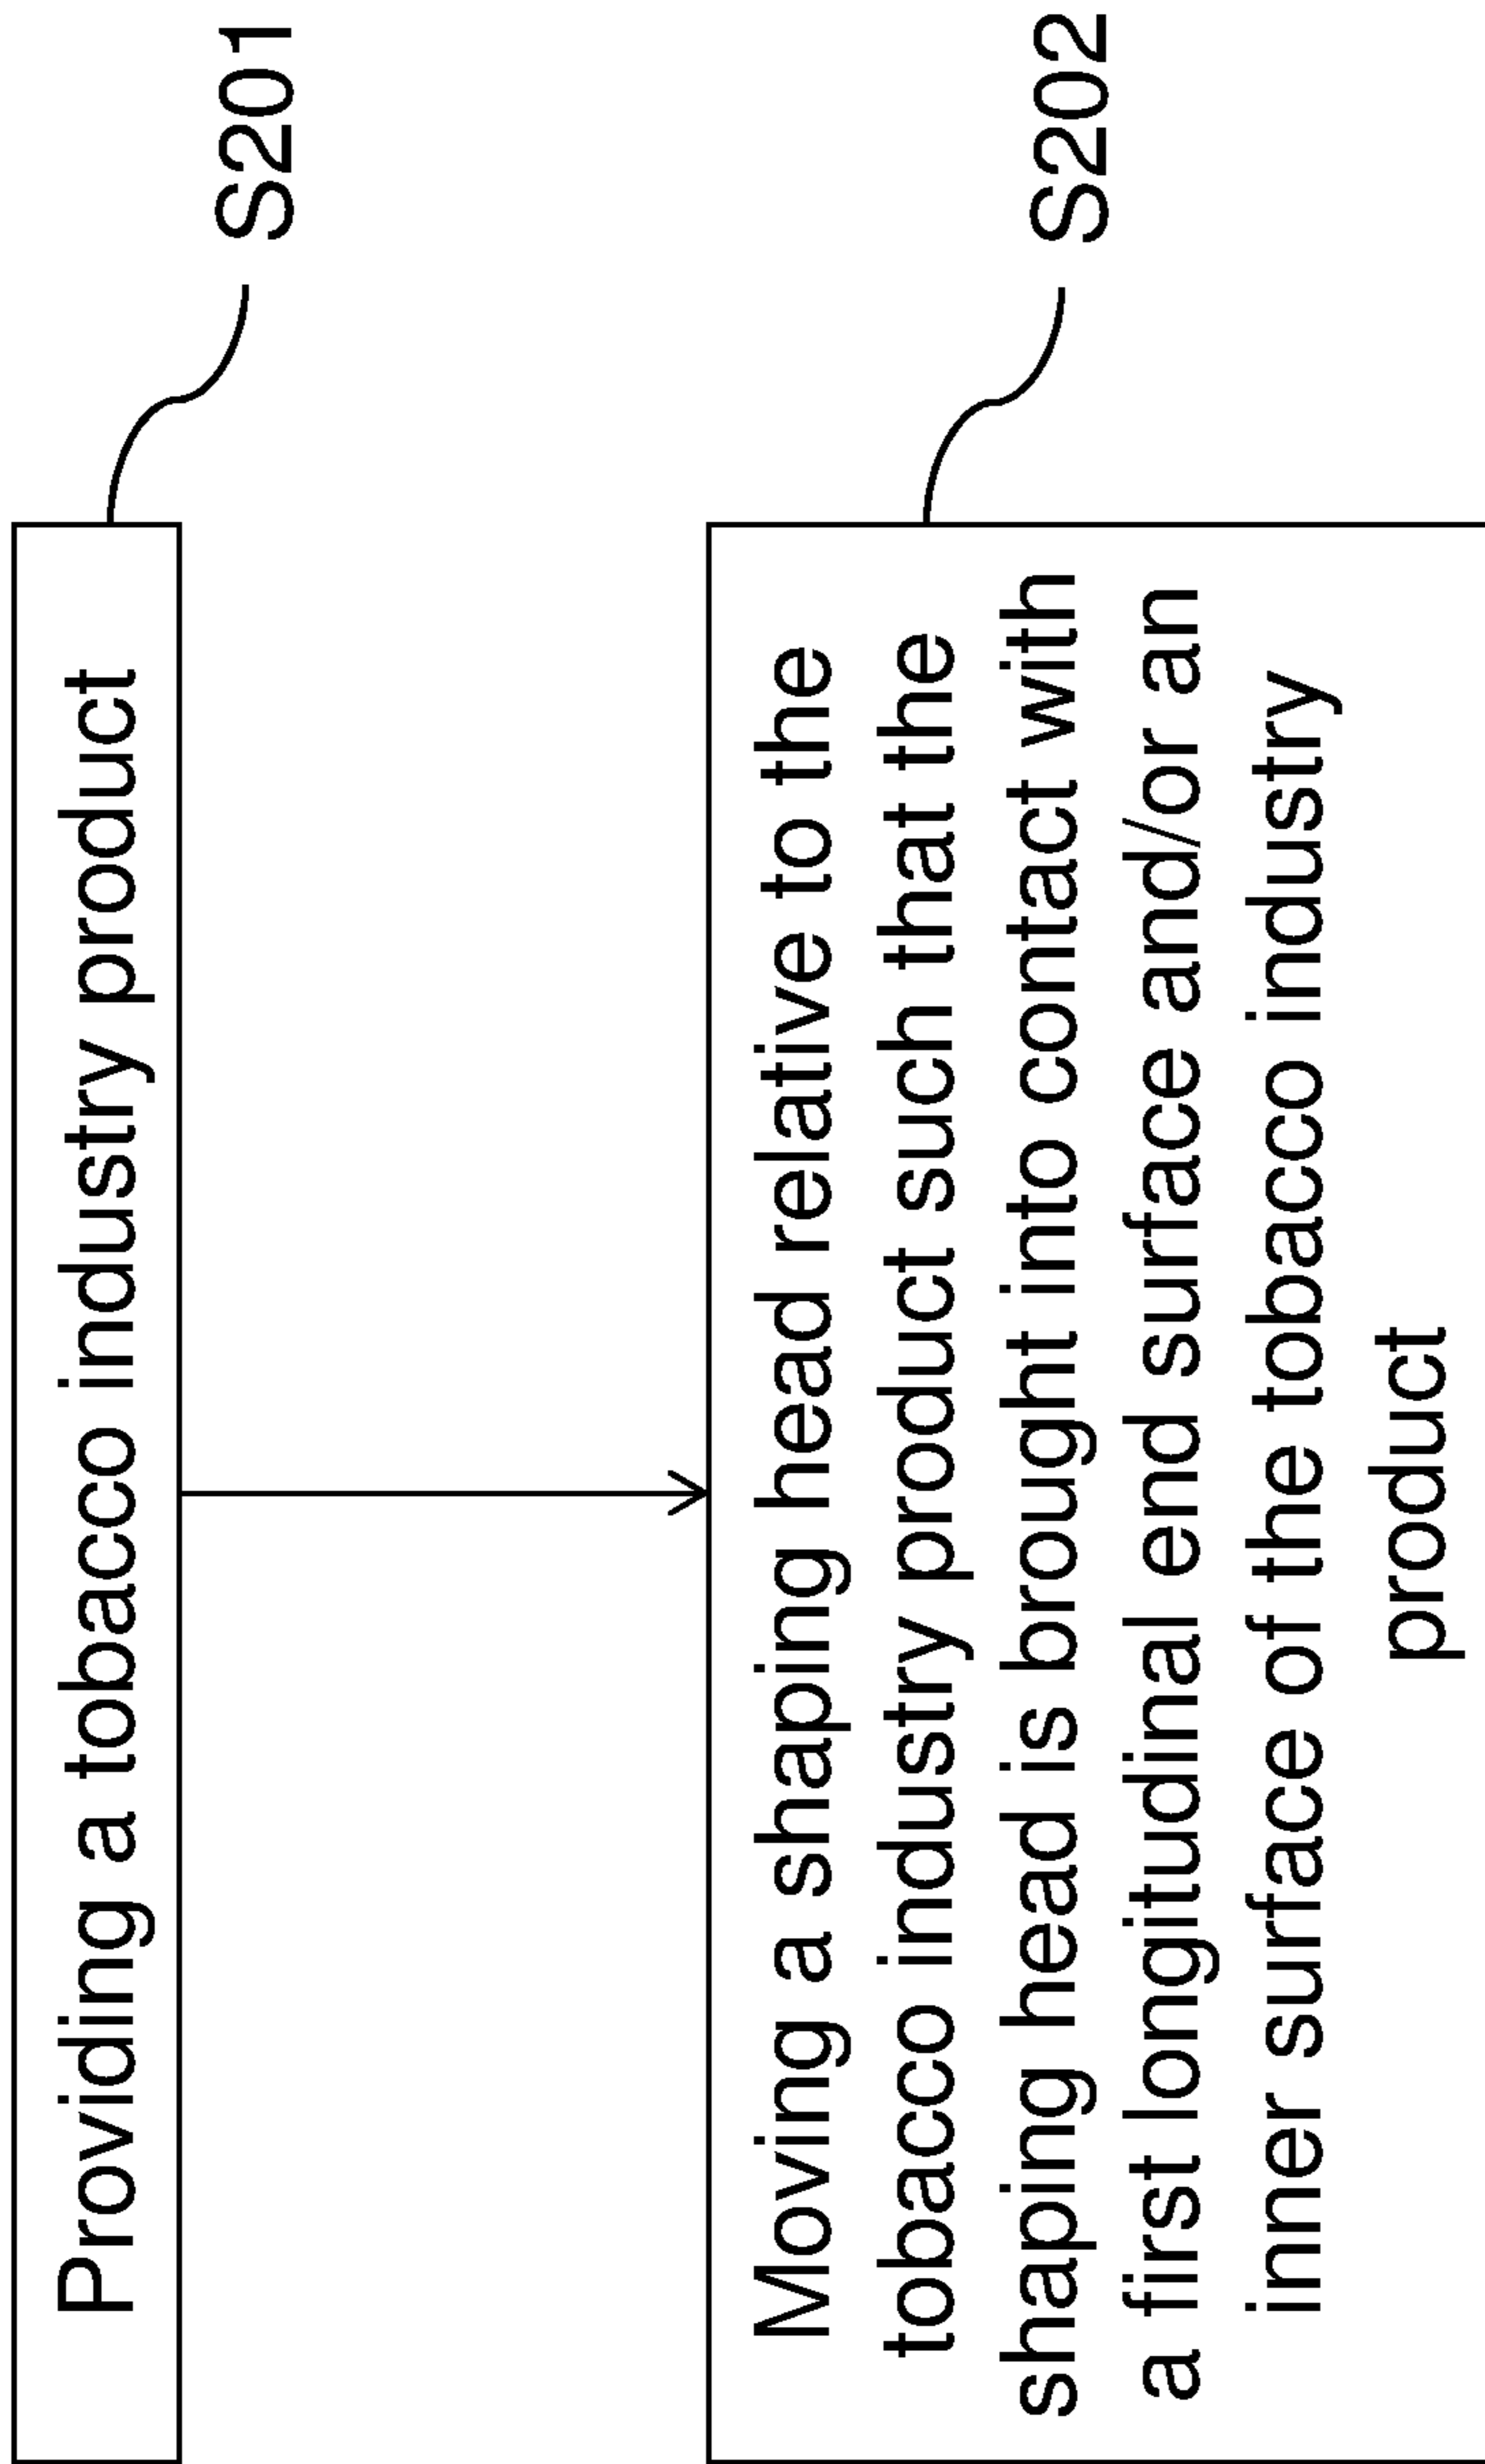 Providing a tobacco industry product
S201
Moving a shaping head relative to the
tobacco industry product such that the
shaping head is brought into contact with
a first longitudinal end surface and/or an
inner surface of the tobacco industry
product
S202